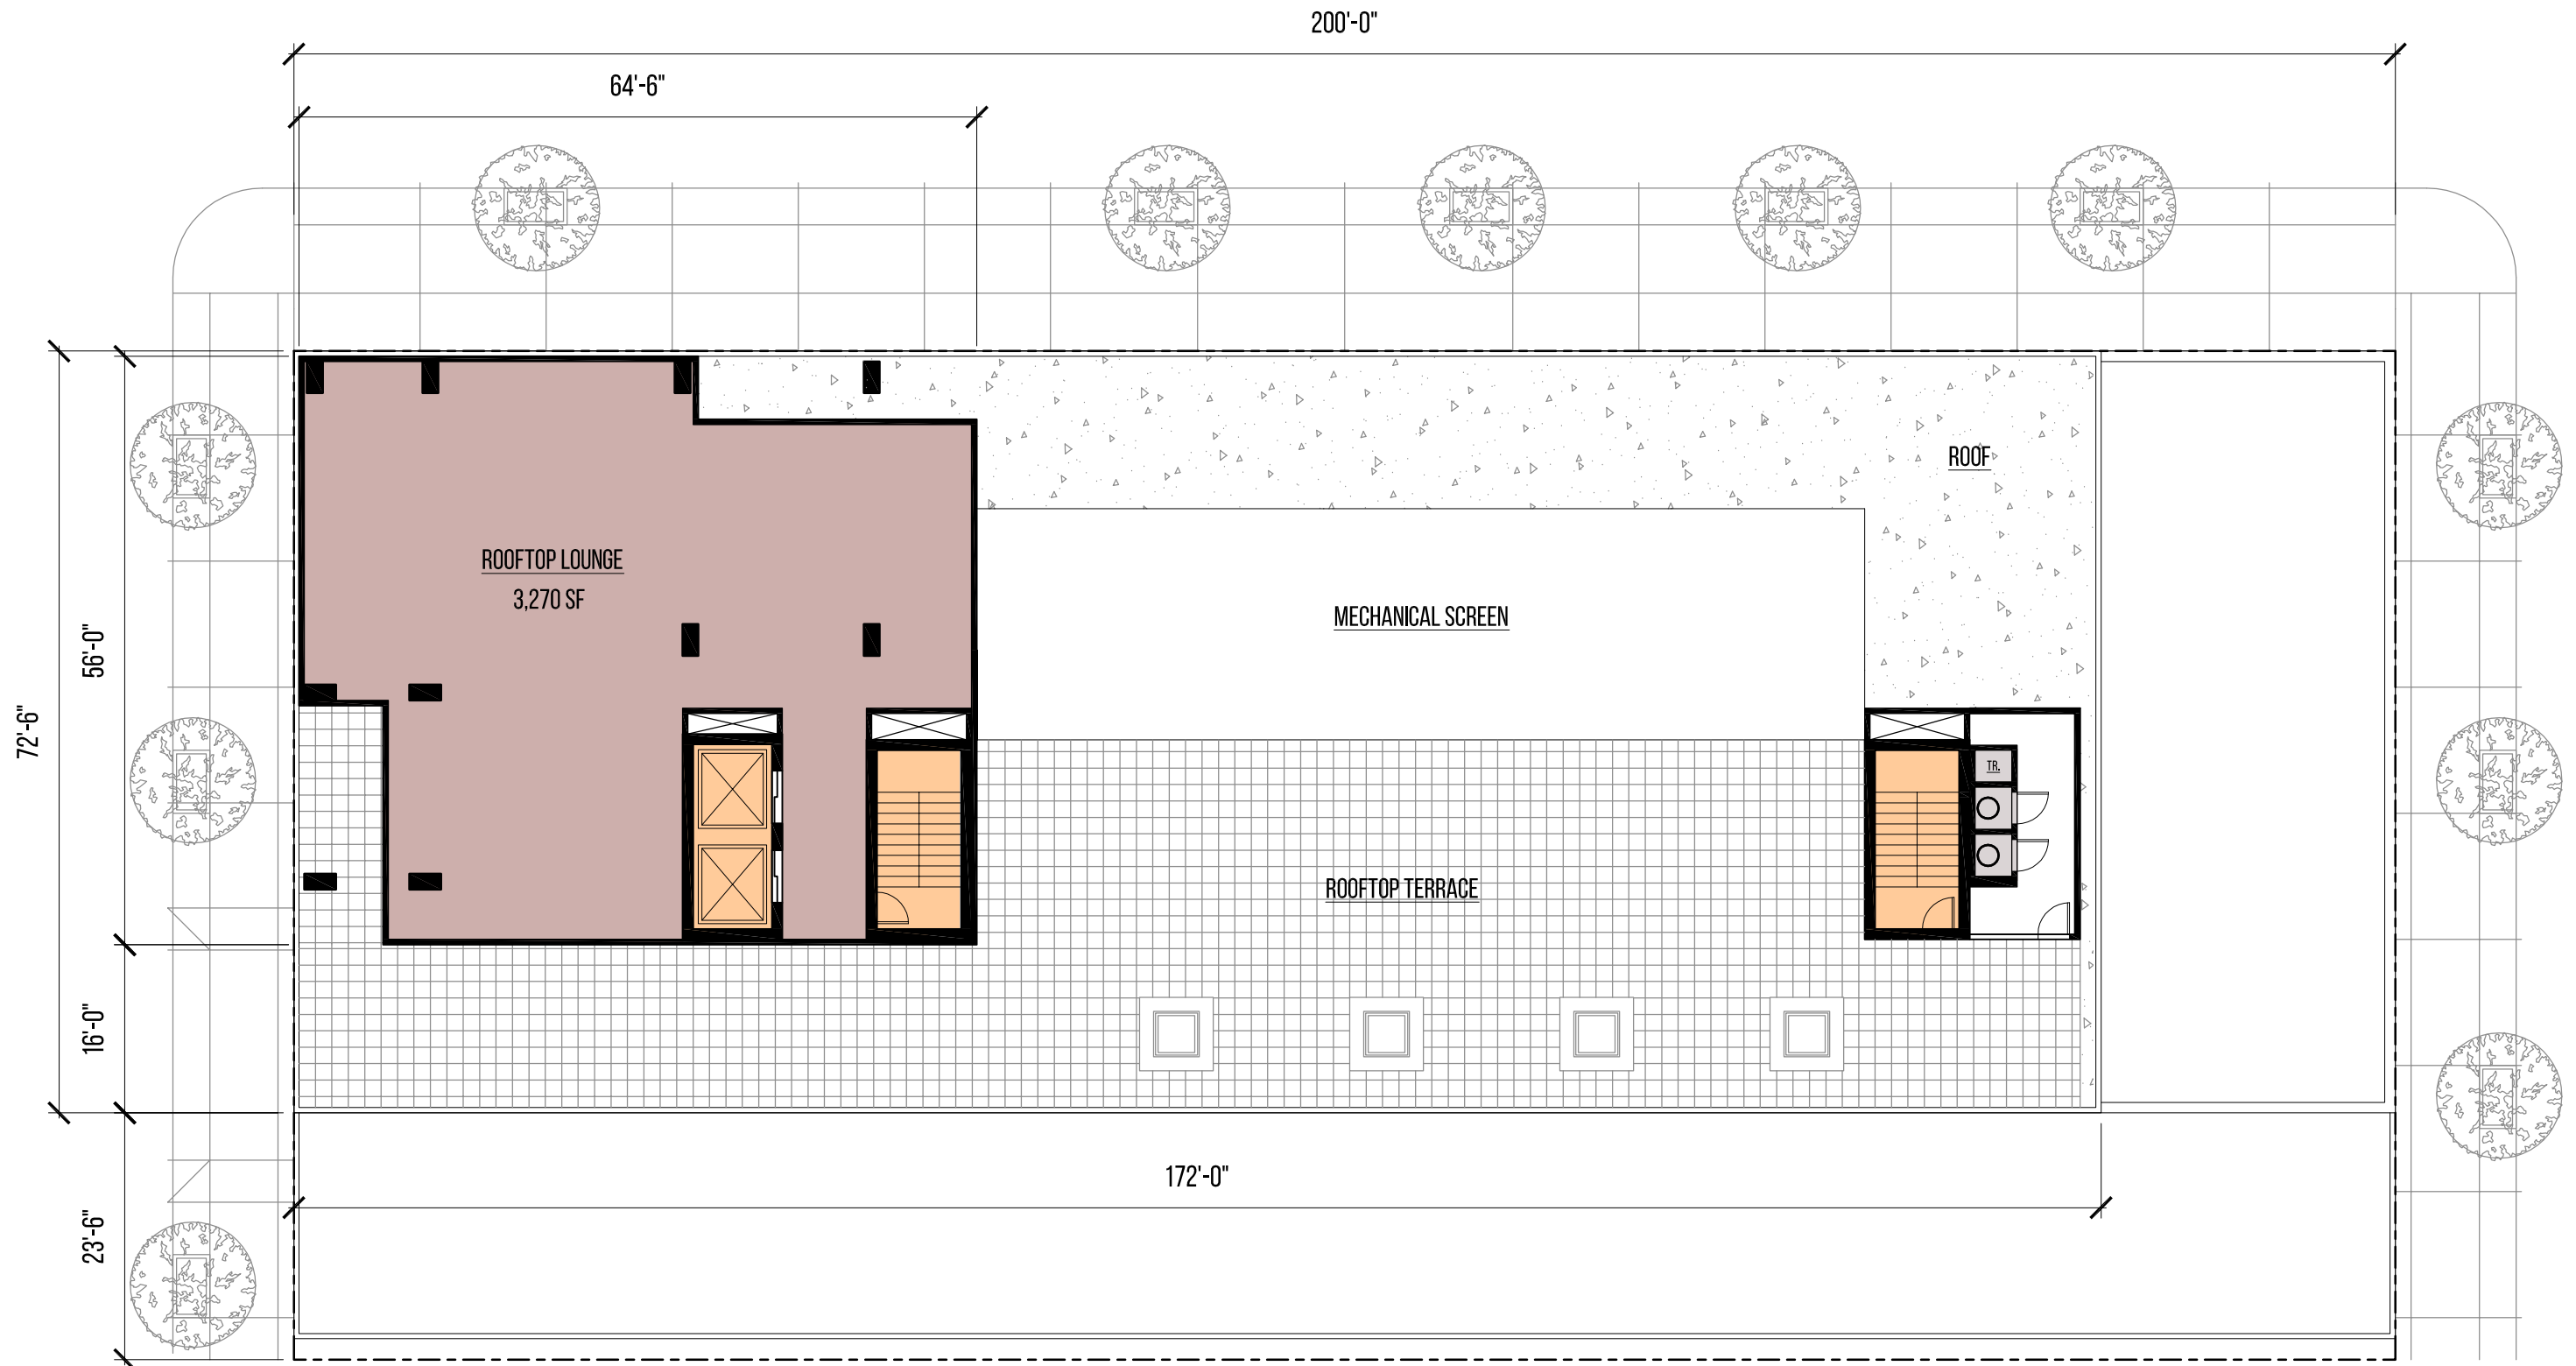 200'-0"
64'-6"
ROOF
ROOFTOP LOUNGE
3,270 SF
MECHANICAL SCREEN
56'-0"
72'-6"
TR.
ROOFTOP TERRACE
16'-0"
172'-0"
23'-6"